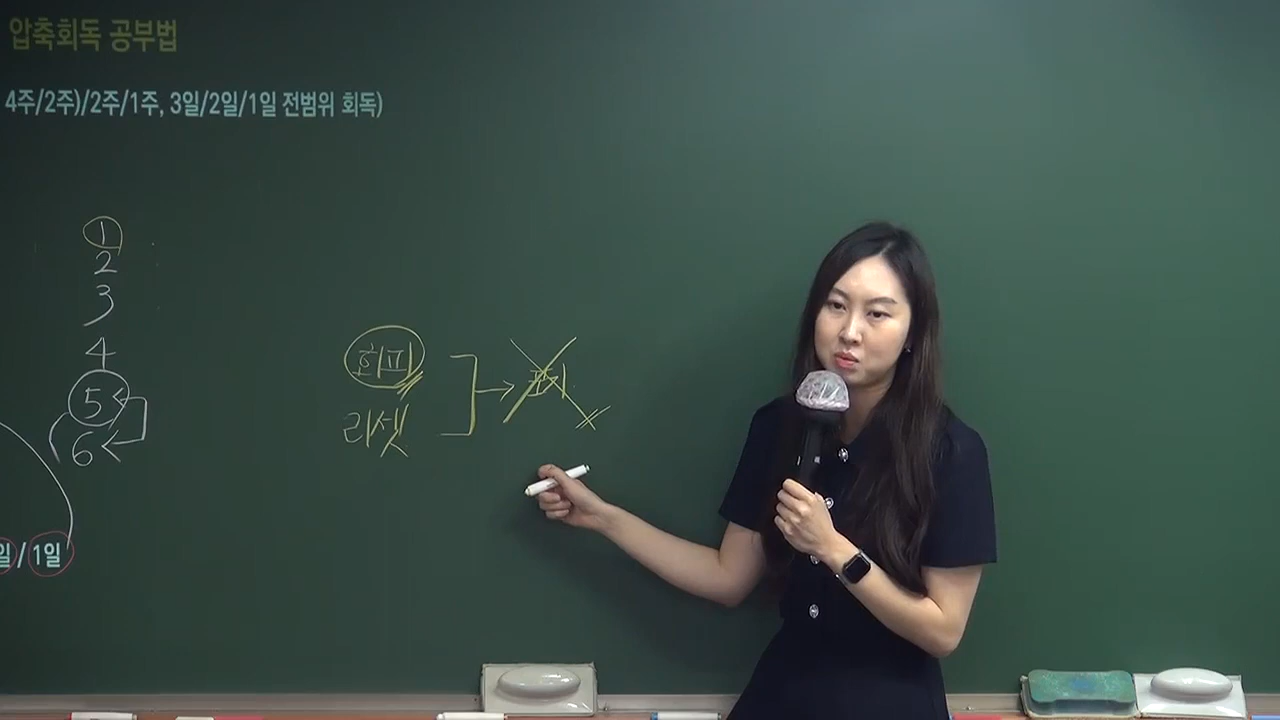 압축회독 공부법
4주/2주)/2주/1주, 3일/2일/1일 전범위 회독)
1
2
3
4
5
6
회피
리셋
일 / 1일